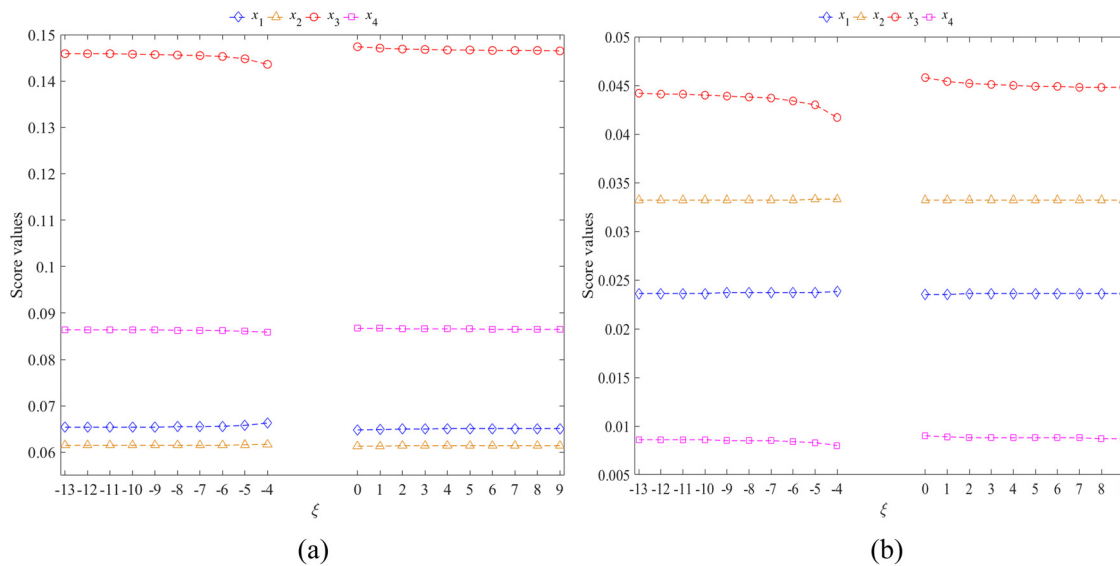 x1 x2 x3 x4
0.15
0.14
0.13
0.12
0.11
0.1
0.09
0.08
0.07
0.06
Score values
-13 -12 -11 -10 -9 -8 -7 -6 -5 -4 0 1 2 3 4 5 6 7 8 9
ξ
(a)
x1 x2 x3 x4
0.05
0.045
0.04
0.035
0.03
0.025
0.02
0.015
0.01
0.005
Score values
-13 -12 -11 -10 -9 -8 -7 -6 -5 -4 0 1 2 3 4 5 6 7 8
ξ
(b)